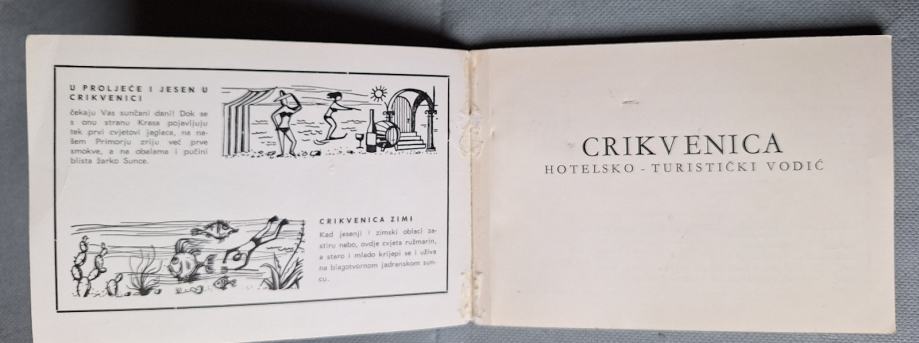 U PROLJEĆE I JESEN U
CRIKVENICI
čekaju Vas sunčani dani! Dok se
s onu stranu Krasa pojavljuju
tek prvi cvjetovi jaglaca, na na-
šem Primorju zriju već prve
smokve, a na obalama i pučini
blista žarko Sunce.
CRIKVENICA ZIMI
Kad jesenji i zimski oblaci za-
stiru nebo, ovdje cvjeta ružmarin,
a staro i mlado krijepi se i uživa
na blagotvornom jadranskom sun-
cu.
CRIKVENICA
HOTELSKO - TURISTIČKI VODIĆ